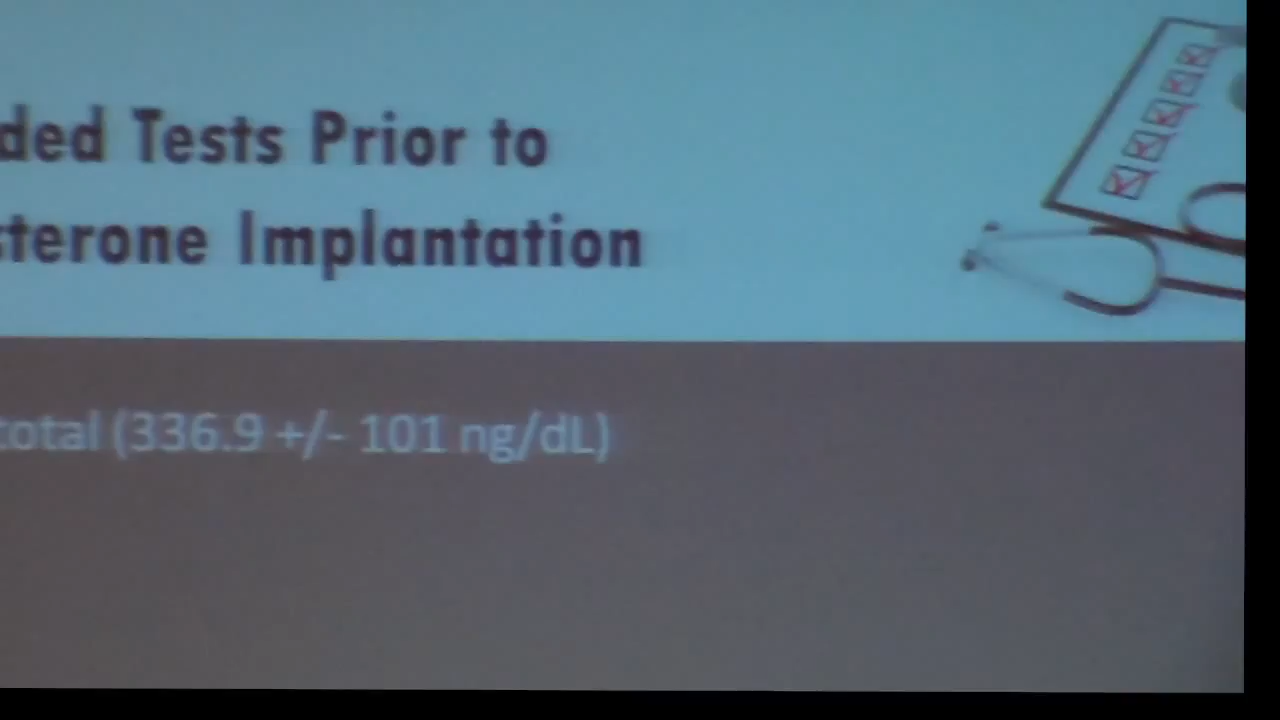 ded Tests Prior to
sterone Implantation
total (336.9 +/- 101 ng/dL)